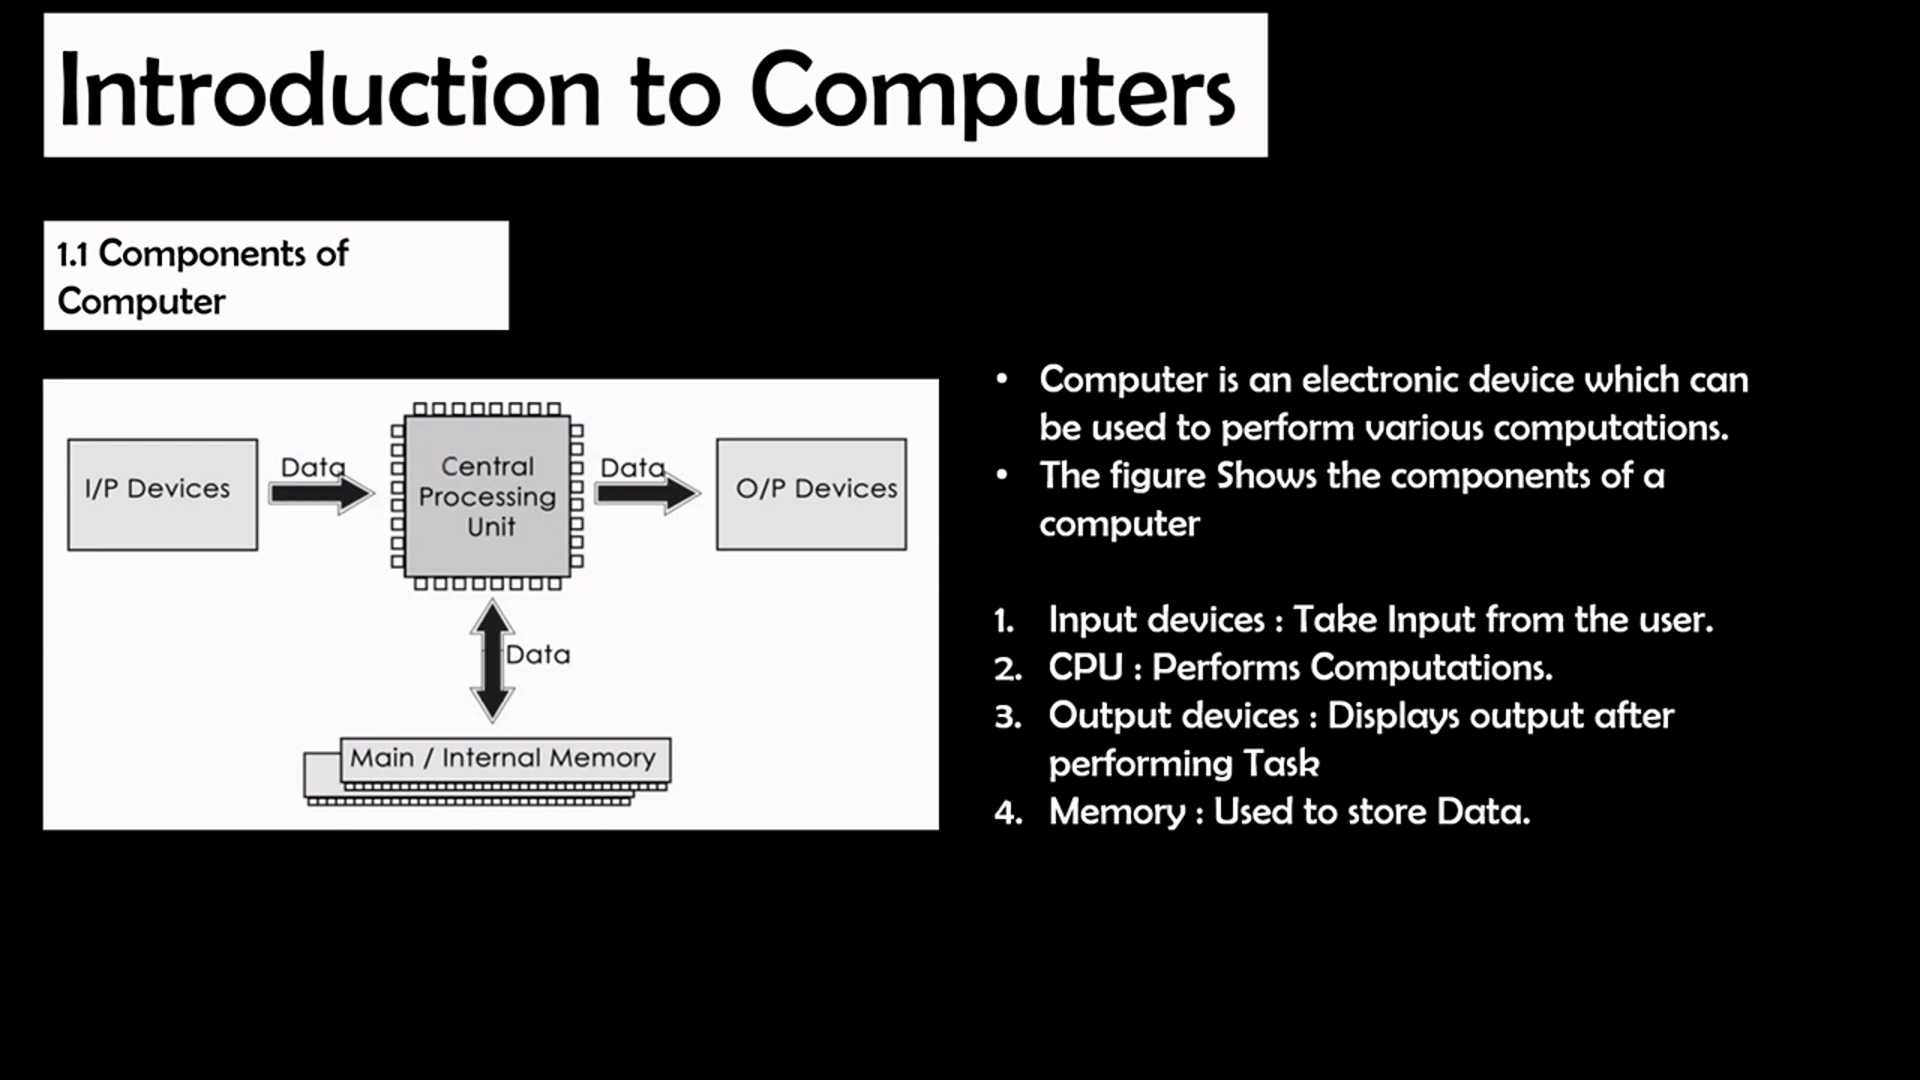 Introduction to Computers
1.1 Components of
Computer
I/P Devices
Data
Central
Processing
Unit
Data
O/P Devices
Data
Main / Internal Memory
• Computer is an electronic device which can
be used to perform various computations.
• The figure Shows the components of a
computer
1. Input devices : Take Input from the user.
2. CPU : Performs Computations.
3. Output devices : Displays output after
performing Task
4. Memory : Used to store Data.